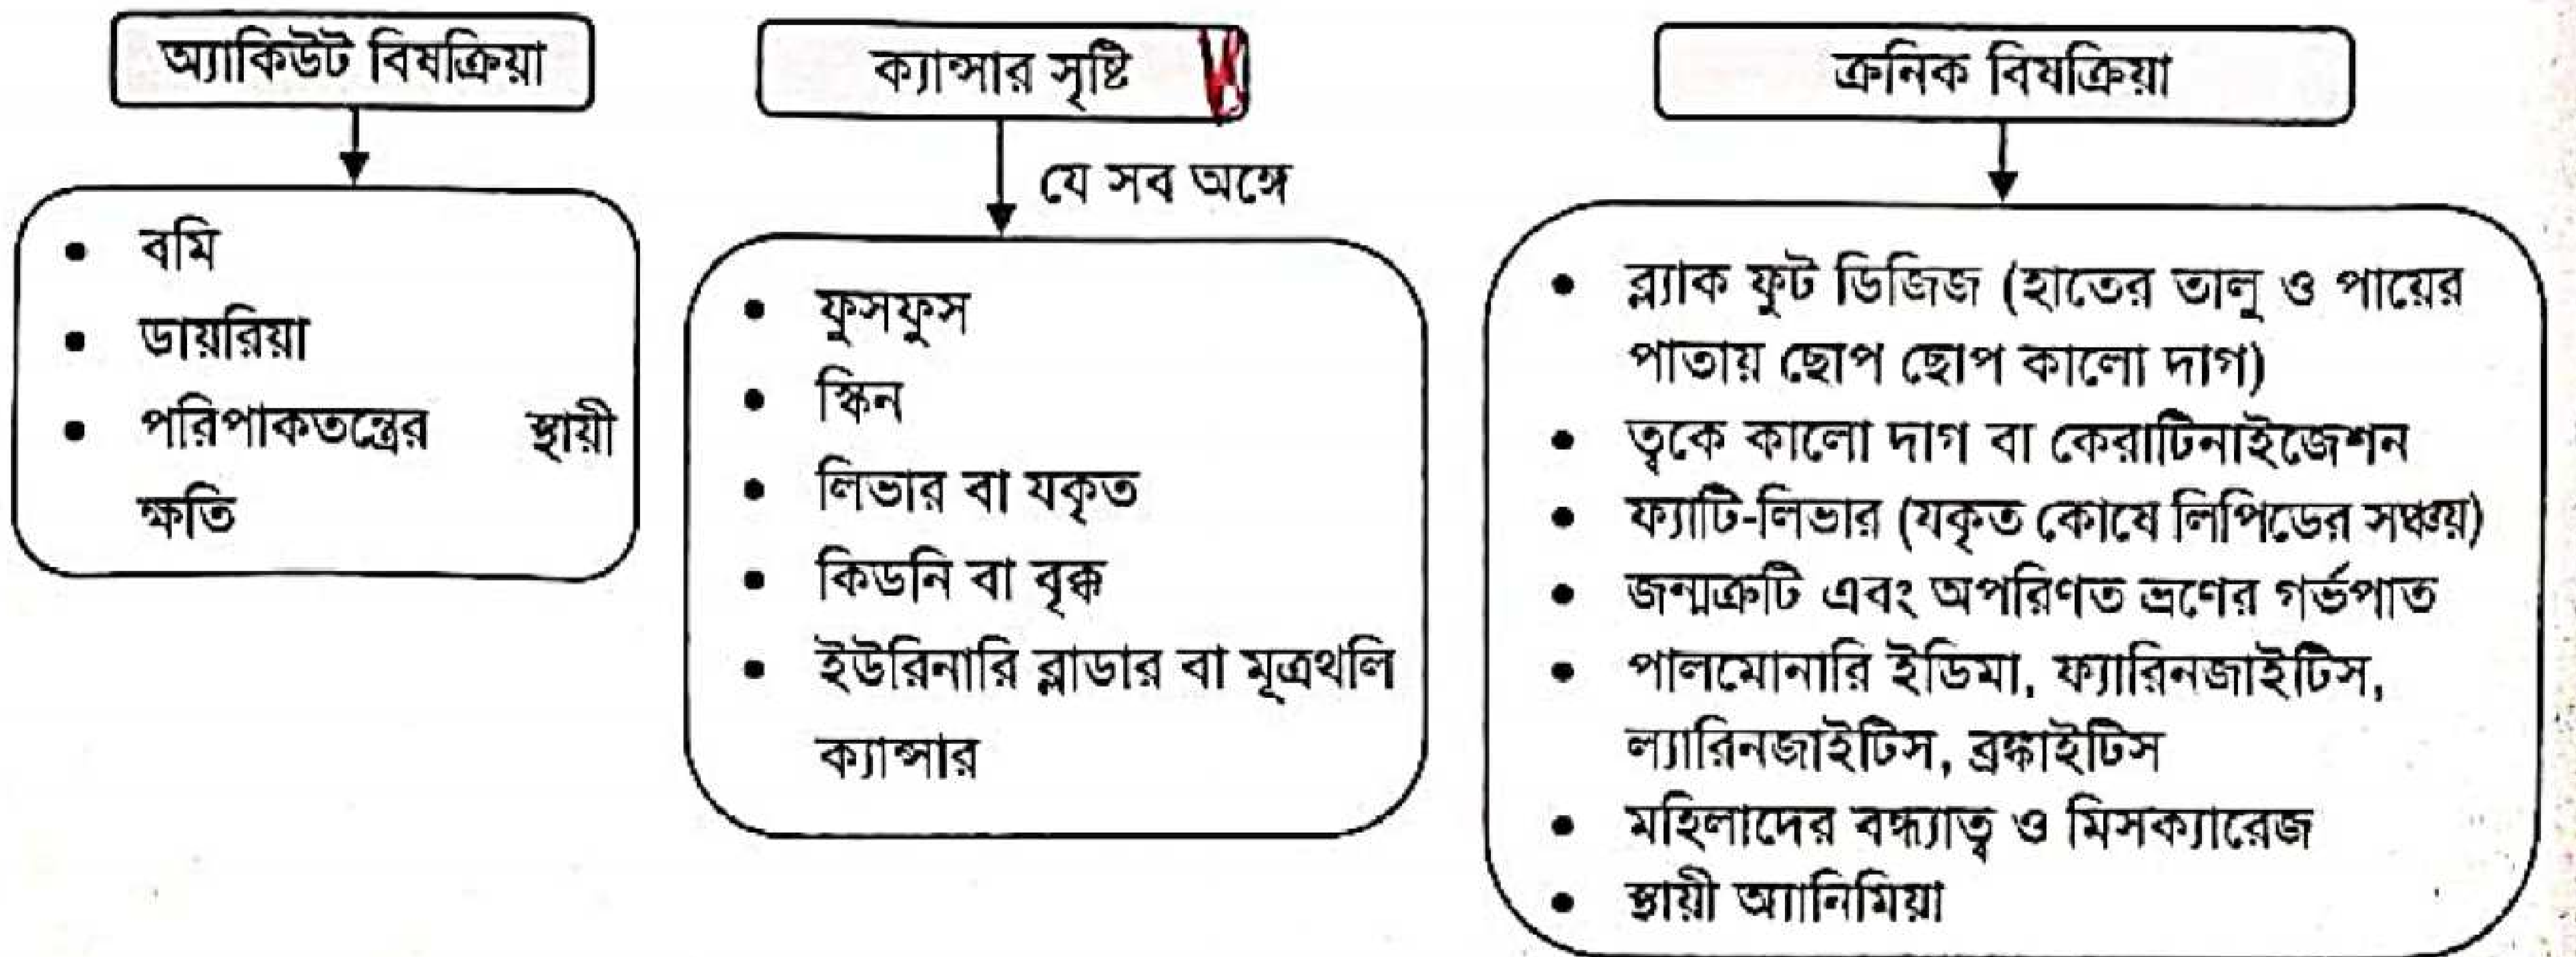 অ্যাকিউট বিষক্রিয়া
• বমি
• ডায়রিয়া
• পরিপাকতন্ত্রের স্থায়ী
ক্ষতি
ক্যান্সার সৃষ্টি
যে সব অঙ্গে
• ফুসফুস
• স্কিন
• লিভার বা যকৃত
• কিডনি বা বৃক্ক
• ইউরিনারি ব্লাডার বা মূত্রথলি
ক্যান্সার
ক্রনিক বিষক্রিয়া
• ব্ল্যাক ফুট ডিজিজ (হাতের তালু ও পায়ের
পাতায় ছোপ ছোপ কালো দাগ)
• ত্বকে কালো দাগ বা কেরাটিনাইজেশন
• ফ্যাটি-লিভার (যকৃত কোষে লিপিডের সঞ্চয়)
• জন্মত্রুটি এবং অপরিণত ভ্রূণের গর্ভপাত
• পালমোনারি ইডিমা, ফ্যারিনজাইটিস,
ল্যারিনজাইটিস, ব্রঙ্কাইটিস
• মহিলাদের বন্ধ্যাত্ব ও মিসক্যারেজ
• স্থায়ী অ্যানিমিয়া